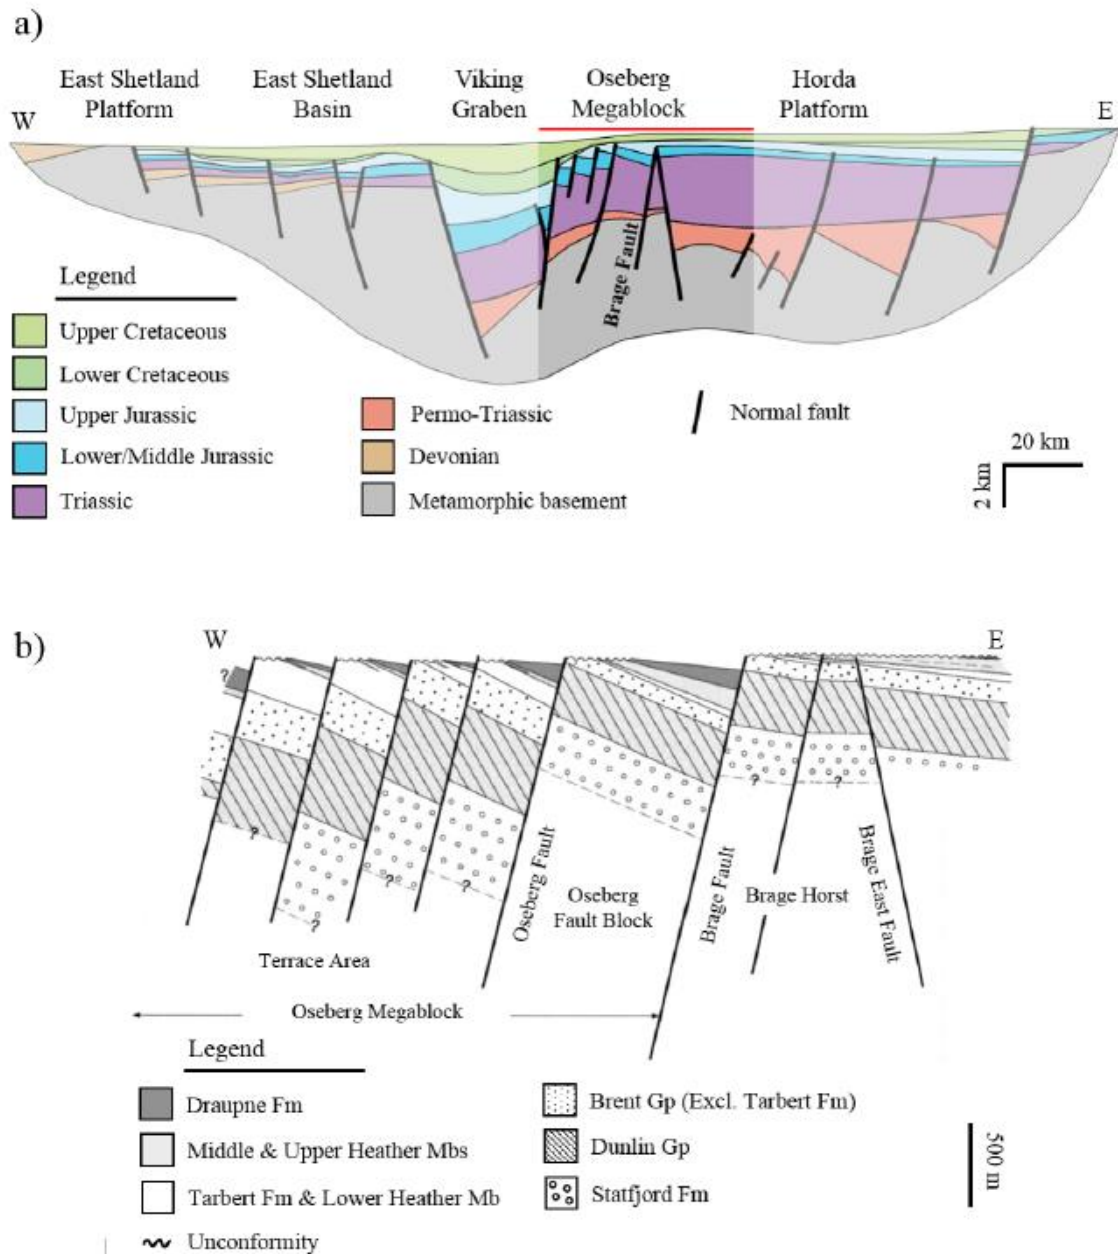 a)
East Shetland
Platform
East Shetland
Basin
Viking
Graben
Oseberg
Megablock
Horda
Platform
W
E
Brage Fault
Legend
Upper Cretaceous
Lower Cretaceous
Upper Jurassic
Lower/Middle Jurassic
Triassic
Permo-Triassic
Devonian
Metamorphic basement
Normal fault
20 km
2 km
b)
W
E
?
?
?
?
?
?
?
Oseberg Fault
Oseberg
Fault Block
Brage Fault
Brage Horst
Brage East Fault
Terrace Area
Oseberg Megablock
Legend
Draupne Fm
Middle & Upper Heather Mbs
Tarbert Fm & Lower Heather Mb
Unconformity
Brent Gp (Excl. Tarbert Fm)
Dunlin Gp
Statfjord Fm
500 m